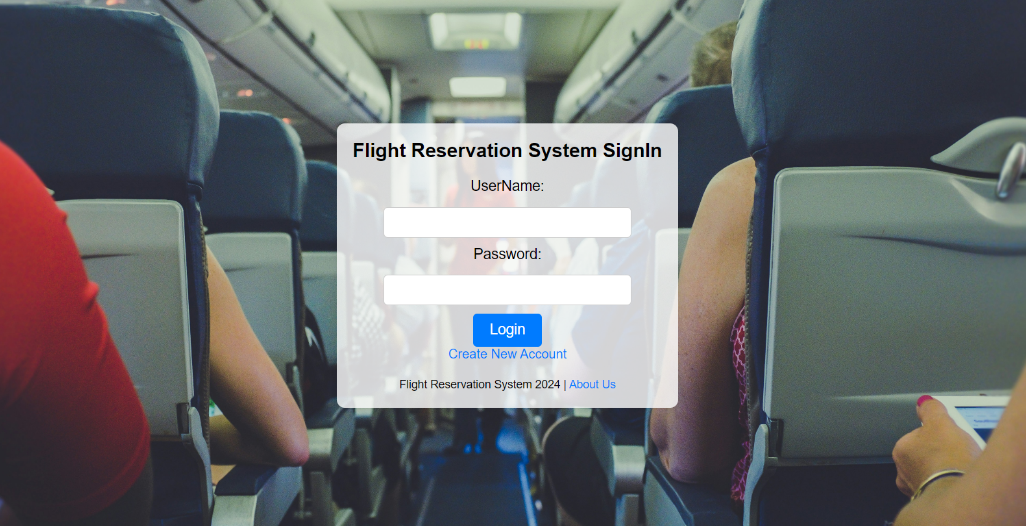 Flight Reservation System SignIn
UserName:
Password:
Login
Create New Account
Flight Reservation System 2024 | About Us